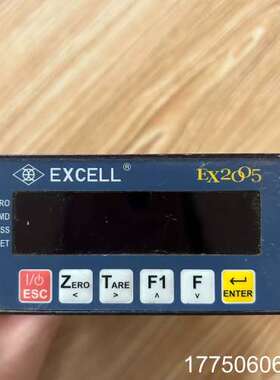 EXCELL® EX2005
RO
MD
SS
ET
I/⏻ ESC ZERO < TARE > F1 ∧ F ∨ ENTER
17750606